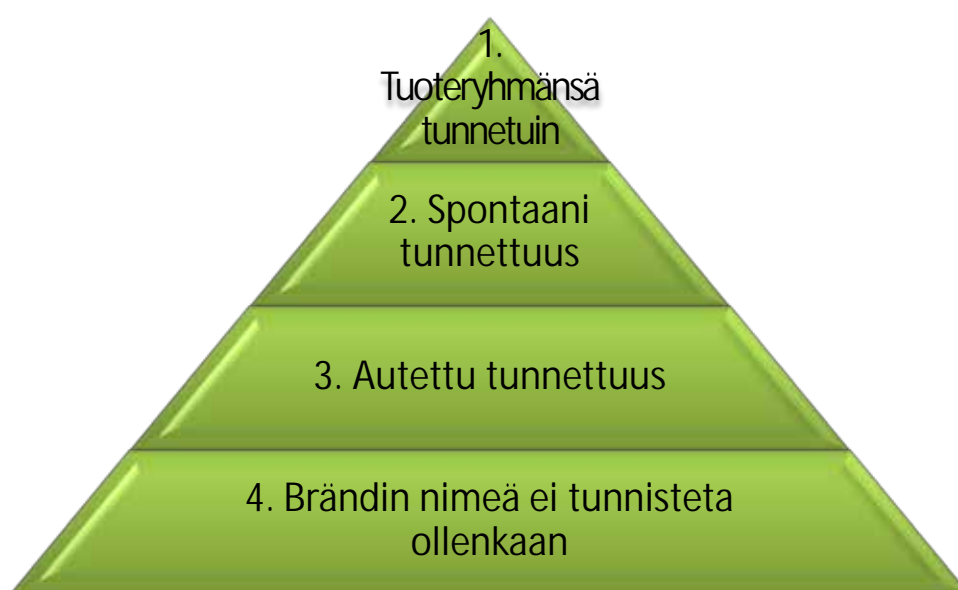 1.
Tuoteryhmänsä
tunnetuin
2. Spontaani
tunnettuus
3. Autettu tunnettuus
4. Brändin nimeä ei tunnisteta
ollenkaan